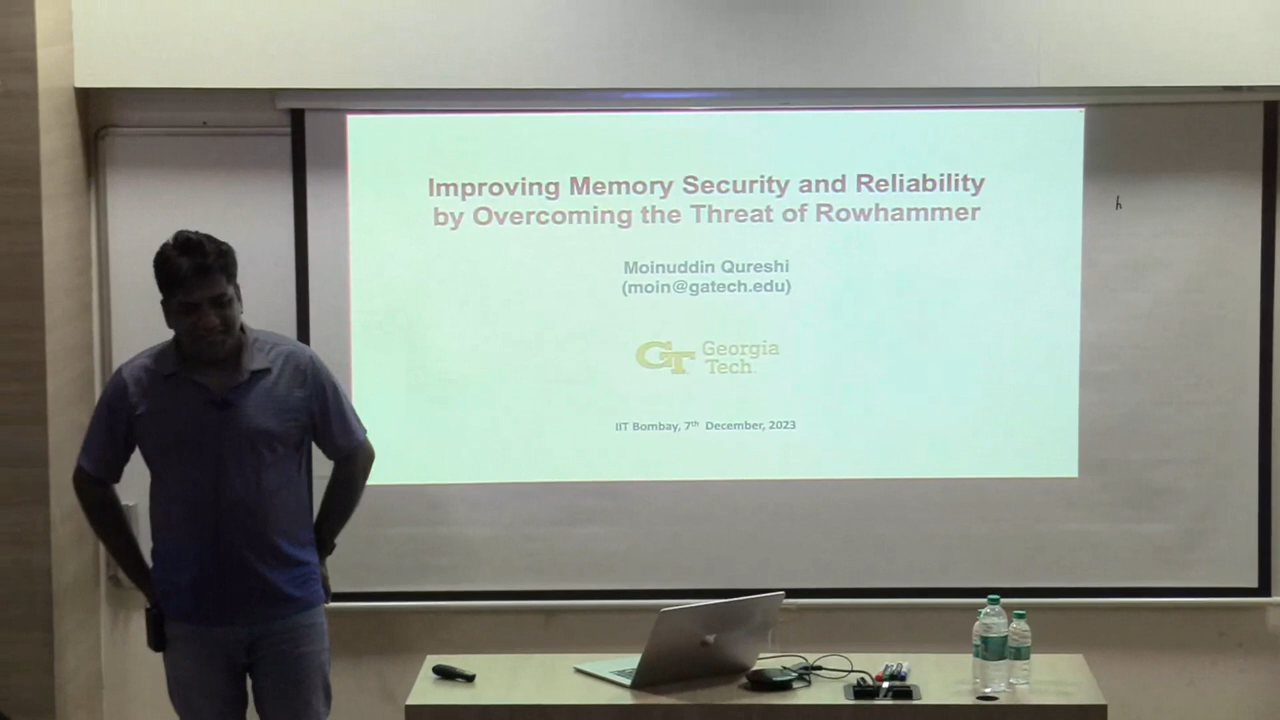 Improving Memory Security and Reliability
by Overcoming the Threat of Rowhammer
Moinuddin Qureshi
(moin@gatech.edu)
GT Georgia
Tech
IIT Bombay, 7th December, 2023
h